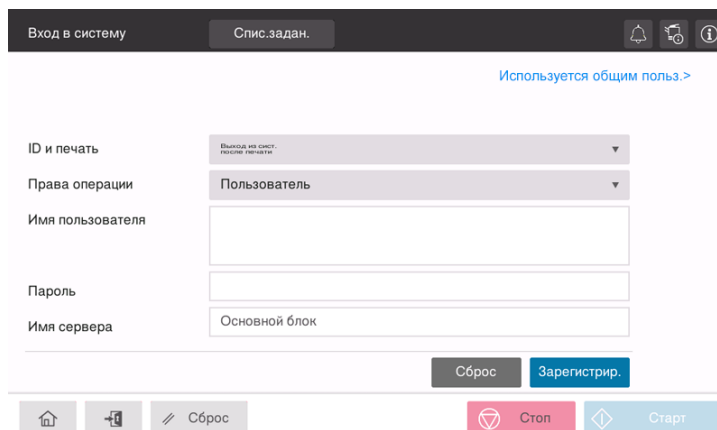 Вход в систему
Спис.задан.
Используется общим польз.>
ID и печать
Выход из сист.
после печати
Права операции
Пользователь
Имя пользователя
Пароль
Имя сервера
Основной блок
Сброс
Зарегистрир.
Сброс
Стоп
Старт